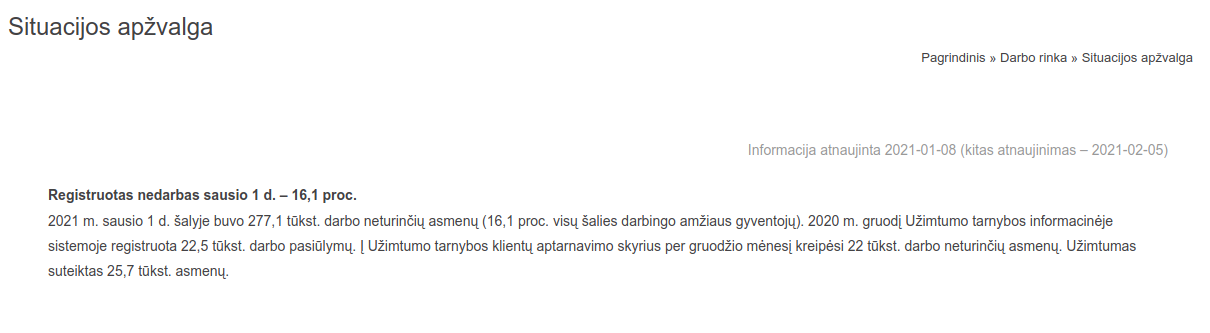 Situacijos apžvalga
Pagrindinis » Darbo rinka » Situacijos apžvalga
Informacija atnaujinta 2021-01-08 (kitas atnaujinimas – 2021-02-05)
Registruotas nedarbas sausio 1 d. – 16,1 proc.
2021 m. sausio 1 d. šalyje buvo 277,1 tūkst. darbo neturinčių asmenų (16,1 proc. visų šalies darbingo amžiaus gyventojų). 2020 m. gruodį Užimtumo tarnybos informacinėje
sistemoje registruota 22,5 tūkst. darbo pasiūlymų. Į Užimtumo tarnybos klientų aptarnavimo skyrius per gruodžio mėnesį kreipėsi 22 tūkst. darbo neturinčių asmenų. Užimtumas
suteiktas 25,7 tūkst. asmenų.